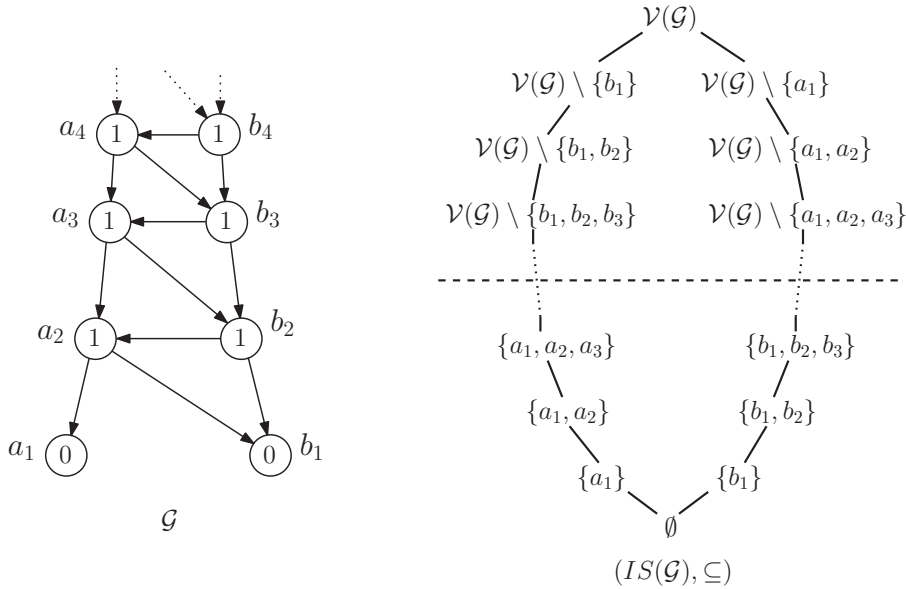 a₄ 1 1 b₄
a₃ 1 1 b₃
a₂ 1 1 b₂
a₁ 0 0 b₁
𝒢
𝒱(𝒢)
𝒱(𝒢) \ {b₁} 𝒱(𝒢) \ {a₁}
𝒱(𝒢) \ {b₁, b₂} 𝒱(𝒢) \ {a₁, a₂}
𝒱(𝒢) \ {b₁, b₂, b₃} 𝒱(𝒢) \ {a₁, a₂, a₃}
{a₁, a₂, a₃} {b₁, b₂, b₃}
{a₁, a₂} {b₁, b₂}
{a₁} {b₁}
∅
(IS(𝒢), ⊆)